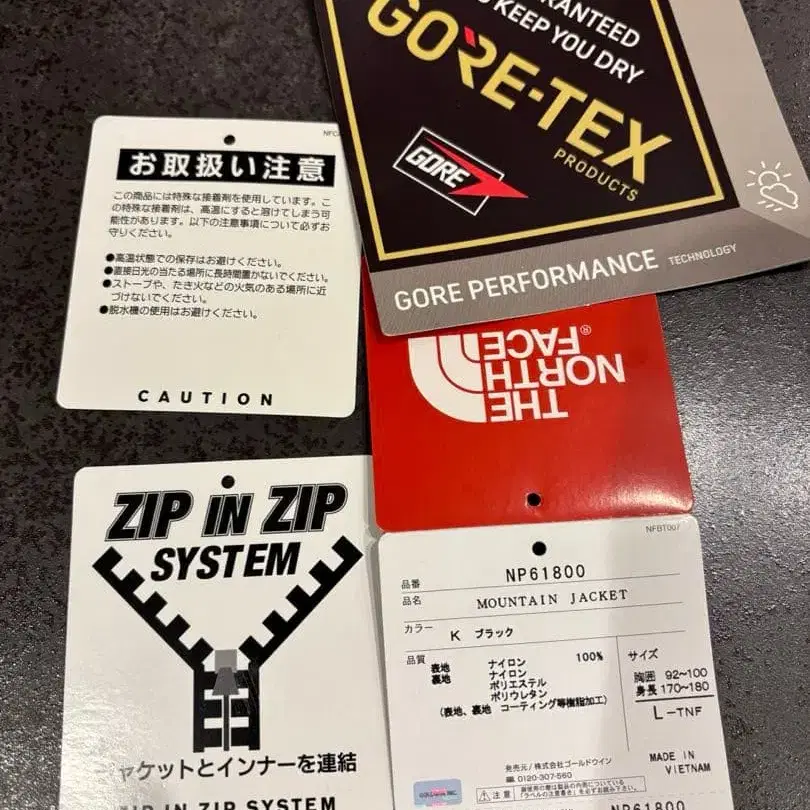 GUARANTEED
TO KEEP YOU DRY
GORE-TEX
PRODUCTS
GORE
GORE PERFORMANCE TECHNOLOGY
お取扱い注意
この商品には特殊な接着剤を使用しています。こ
の特殊な接着剤は、高温にすると溶けてしまう可
能性があります。以下の注意事項について必ずお
守りください。
●高温状態での保存はお避けください。
●直接日光の当たる場所に長時間置かないでください。
●ストーブや、たき火などの火気のある場所に近
づけないでください。
●脱水機の使用はお避けください。
CAUTION
THE
NORTH
FACE®
ZIP IN ZIP
SYSTEM
ャケットとインナーを連結
ZIP IN ZIP SYSTEM
NFBT007
品番 NP61800
品名 MOUNTAIN JACKET
カラー K ブラック
品質
表地 ナイロン 100%
裏地 ナイロン
ポリエステル
ポリウレタン
(表地、裏地 コーティング等樹脂加工)
サイズ
胸囲 92~100
身長 170~180
L-TNF
発売元/株式会社ゴールドウイン
0120-307-560
MADE IN
VIETNAM
注意
NP61800